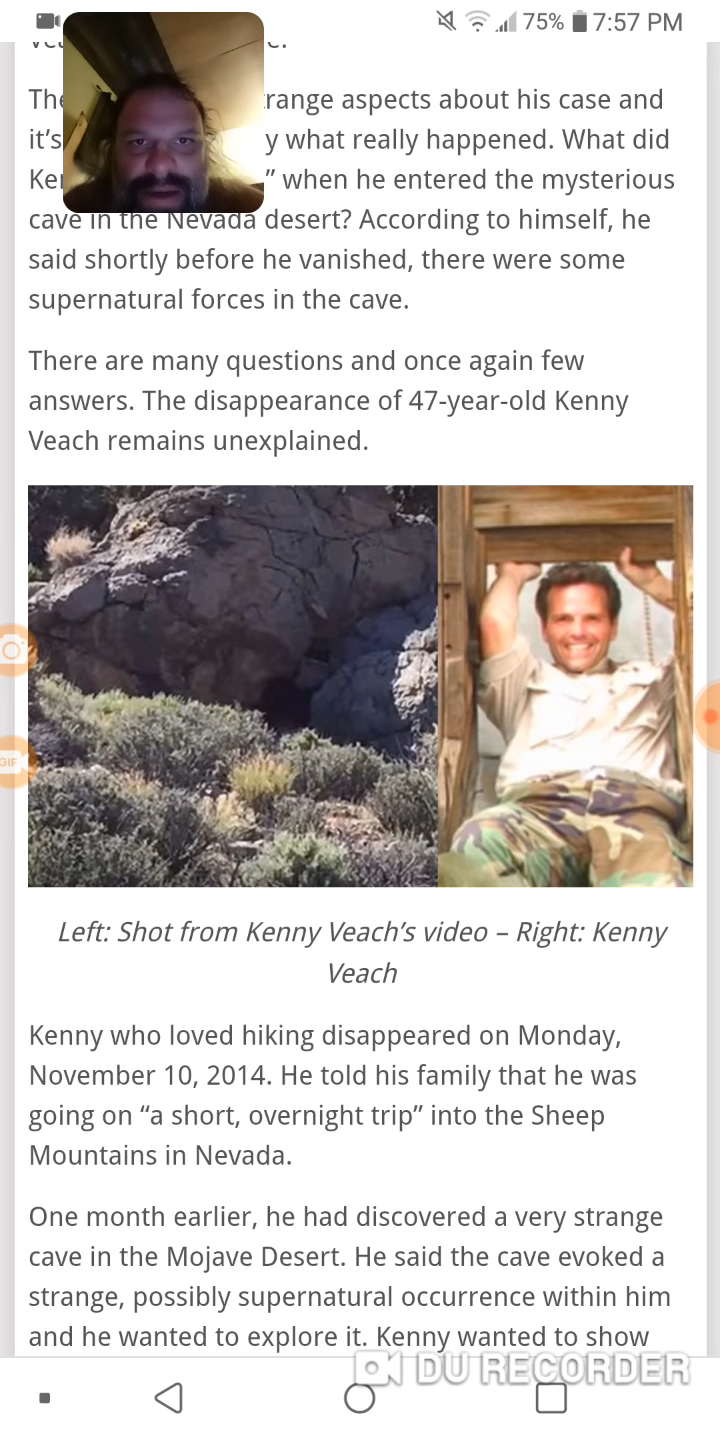 75% 7:57 PM
The range aspects about his case and
it's y what really happened. What did
Ke ” when he entered the mysterious
cave in the Nevada desert? According to himself, he
said shortly before he vanished, there were some
supernatural forces in the cave.
There are many questions and once again few
answers. The disappearance of 47-year-old Kenny
Veach remains unexplained.
Left: Shot from Kenny Veach’s video – Right: Kenny
Veach
Kenny who loved hiking disappeared on Monday,
November 10, 2014. He told his family that he was
going on “a short, overnight trip” into the Sheep
Mountains in Nevada.
One month earlier, he had discovered a very strange
cave in the Mojave Desert. He said the cave evoked a
strange, possibly supernatural occurrence within him
and he wanted to explore it. Kenny wanted to show
GIF
DU RECORDER